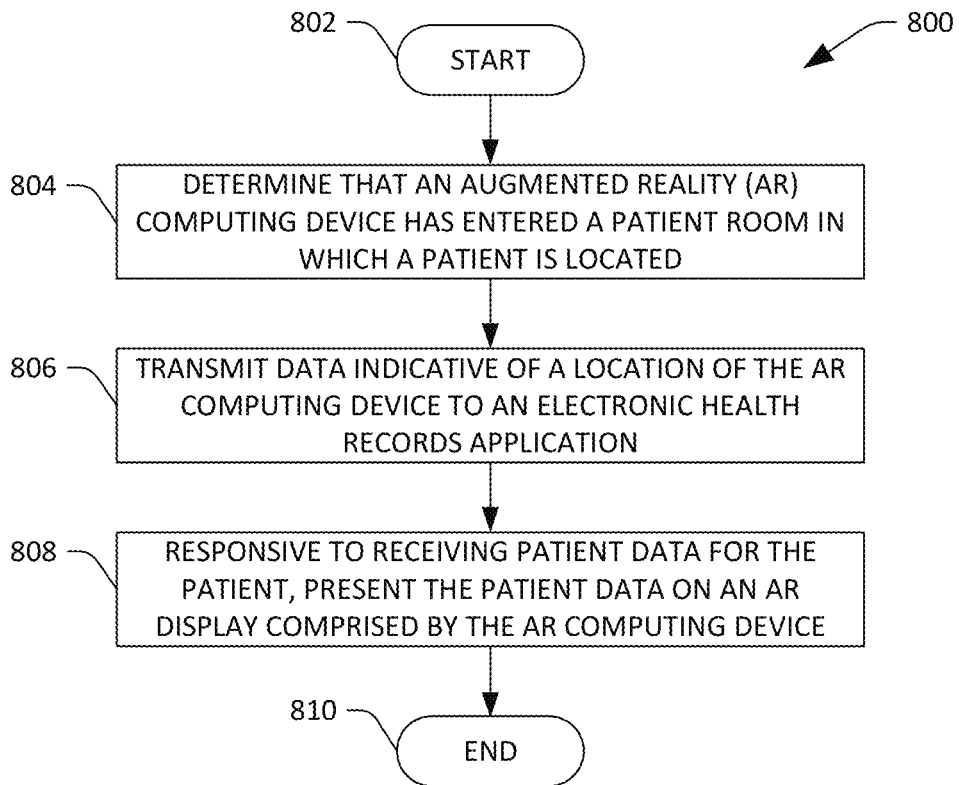 802
START
800
804
DETERMINE THAT AN AUGMENTED REALITY (AR)
COMPUTING DEVICE HAS ENTERED A PATIENT ROOM IN
WHICH A PATIENT IS LOCATED
806
TRANSMIT DATA INDICATIVE OF A LOCATION OF THE AR
COMPUTING DEVICE TO AN ELECTRONIC HEALTH
RECORDS APPLICATION
808
RESPONSIVE TO RECEIVING PATIENT DATA FOR THE
PATIENT, PRESENT THE PATIENT DATA ON AN AR
DISPLAY COMPRISED BY THE AR COMPUTING DEVICE
810
END